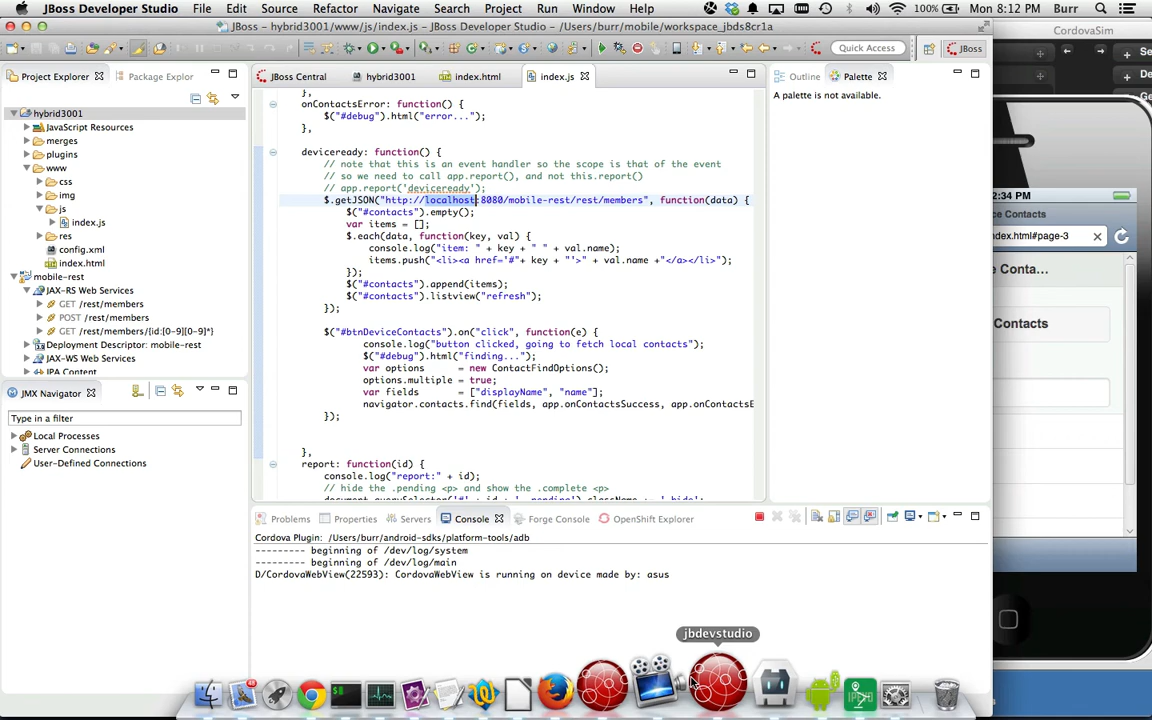 JBoss Developer Studio File Edit Source Refactor Navigate Search Project Run Window Help 100% Mon 8:12 PM Burr
JBoss - hybrid3001/www/js/index.js - JBoss Developer Studio - /Users/burr/mobile/workspace_jbds8cr1a
CordovaSim
Quick Access
JBoss
Project Explorer
Package Explor
hybrid3001
JavaScript Resources
merges
plugins
www
css
img
js
index.js
res
config.xml
index.html
mobile-rest
JAX-RS Web Services
GET /rest/members
POST /rest/members
GET /rest/members/{id:[0-9][0-9]*}
Deployment Descriptor: mobile-rest
JAX-WS Web Services
JPA Content
JMX Navigator
Type in a filter
Local Processes
Server Connections
User-Defined Connections
JBoss Central
hybrid3001
index.html
index.js
},
onContactsError: function() {
$("#debug").html("error...");
},
deviceready: function() {
// note that this is an event handler so the scope is that of the event
// so we need to call app.report(), and not this.report()
// app.report('deviceready');
$.getJSON("http://localhost:8080/mobile-rest/rest/members", function(data) {
$("#contacts").empty();
var items = [];
$.each(data, function(key, val) {
console.log("item: " + key + " " + val.name);
items.push("<li><a href='#"+ key + "'>" + val.name +"</a></li>");
});
$("#contacts").append(items);
$("#contacts").listview("refresh");
});
$("#btnDeviceContacts").on("click", function(e) {
console.log("button clicked, going to fetch local contacts");
$("#debug").html("finding...");
var options = new ContactFindOptions();
options.multiple = true;
var fields = ["displayName", "name"];
navigator.contacts.find(fields, app.onContactsSuccess, app.onContactsE
});
},
report: function(id) {
console.log("report:" + id);
// hide the .pending <p> and show the .complete <p>
document.querySelector('#' + id + ' .pending').className += ' hide';
Outline
Palette
A palette is not available.
Problems
Properties
Servers
Console
Forge Console
OpenShift Explorer
Cordova Plugin: /Users/burr/android-sdks/platform-tools/adb
--------- beginning of /dev/log/system
--------- beginning of /dev/log/main
D/CordovaWebView(22593): CordovaWebView is running on device made by: asus
2:34 PM
Contacts
ndex.html#page-3
e Conta...
Contacts
jbdevstudio